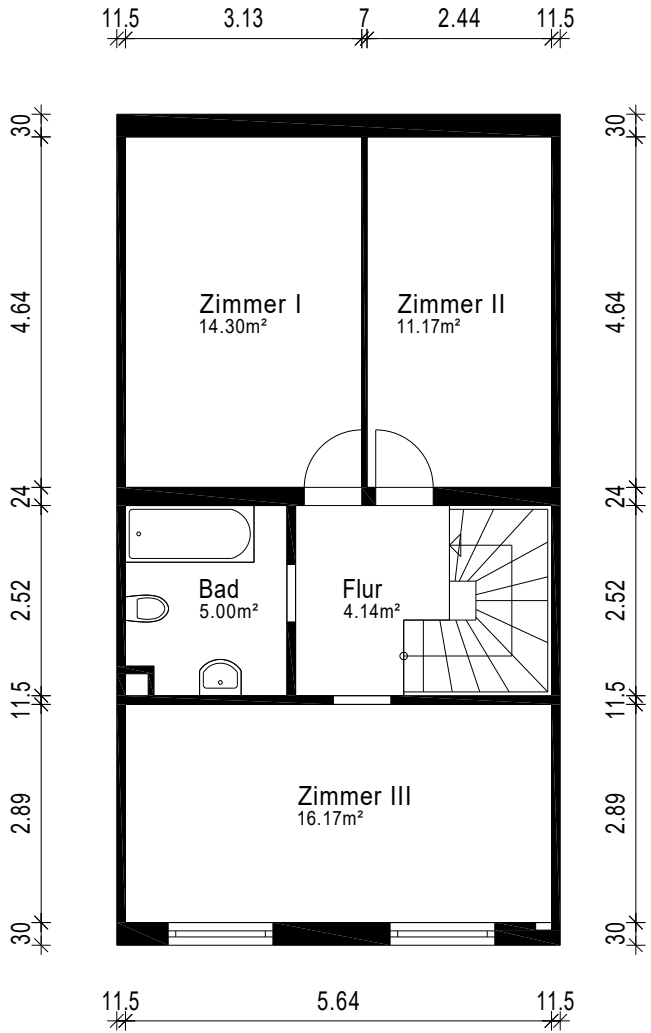 11.5 3.13 7 2.44 11.5
30 30
4.64 4.64
Zimmer I Zimmer II
14.30m² 11.17m²
24 24
2.52 2.52
Bad Flur
5.00m² 4.14m²
11.5 11.5
Zimmer III
16.17m²
2.89 2.89
30 30
11.5 5.64 11.5